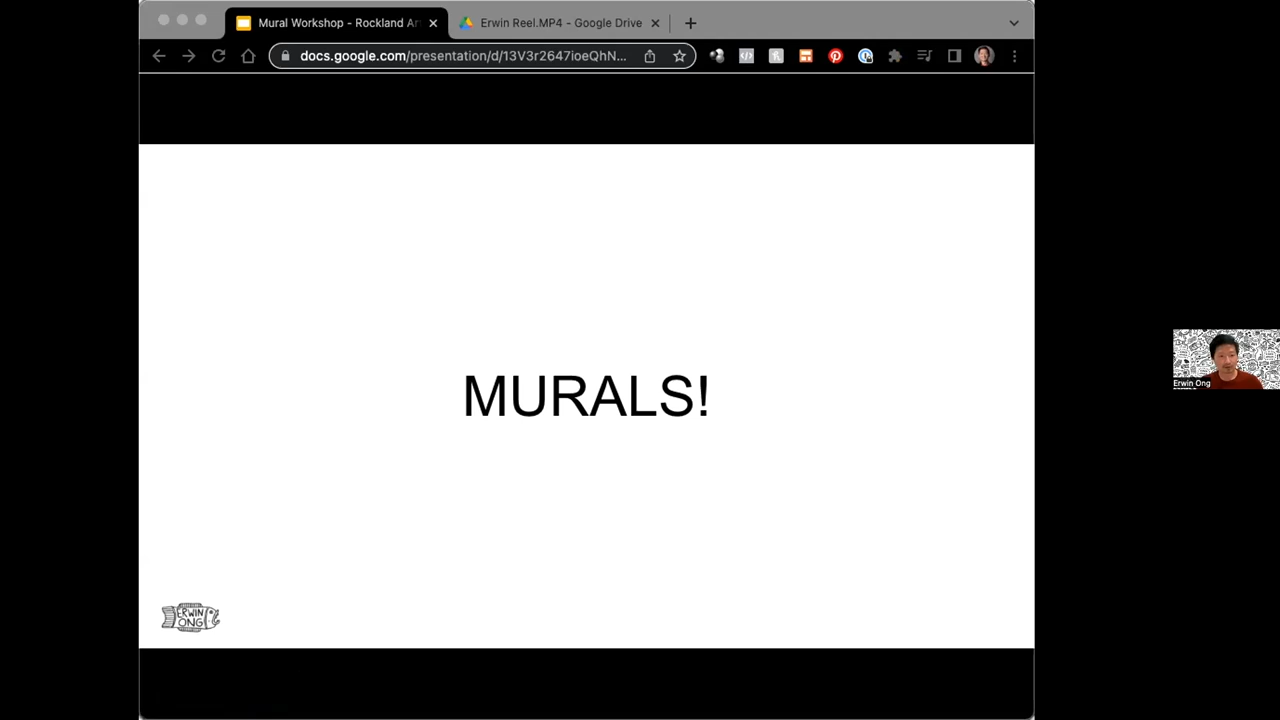 Mural Workshop - Rockland Ar
Erwin Reel.MP4 - Google Drive
docs.google.com/presentation/d/13V3r2647ioeQhN...
MURALS!
Erwin Ong
ERWIN
ONG